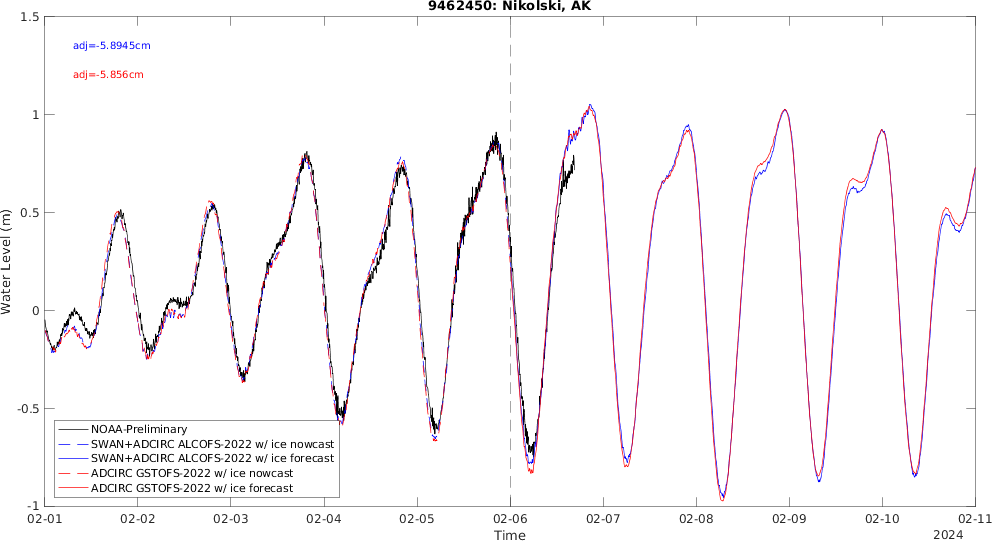 9462450: Nikolski, AK
adj=-5.8945cm
adj=-5.856cm
Water Level (m)
1.5
1
0.5
0
-0.5
-1
NOAA-Preliminary
SWAN+ADCIRC ALCOFS-2022 w/ ice nowcast
SWAN+ADCIRC ALCOFS-2022 w/ ice forecast
ADCIRC GSTOFS-2022 w/ ice nowcast
ADCIRC GSTOFS-2022 w/ ice forecast
02-01 02-02 02-03 02-04 02-05 02-06 02-07 02-08 02-09 02-10 02-11
Time
2024